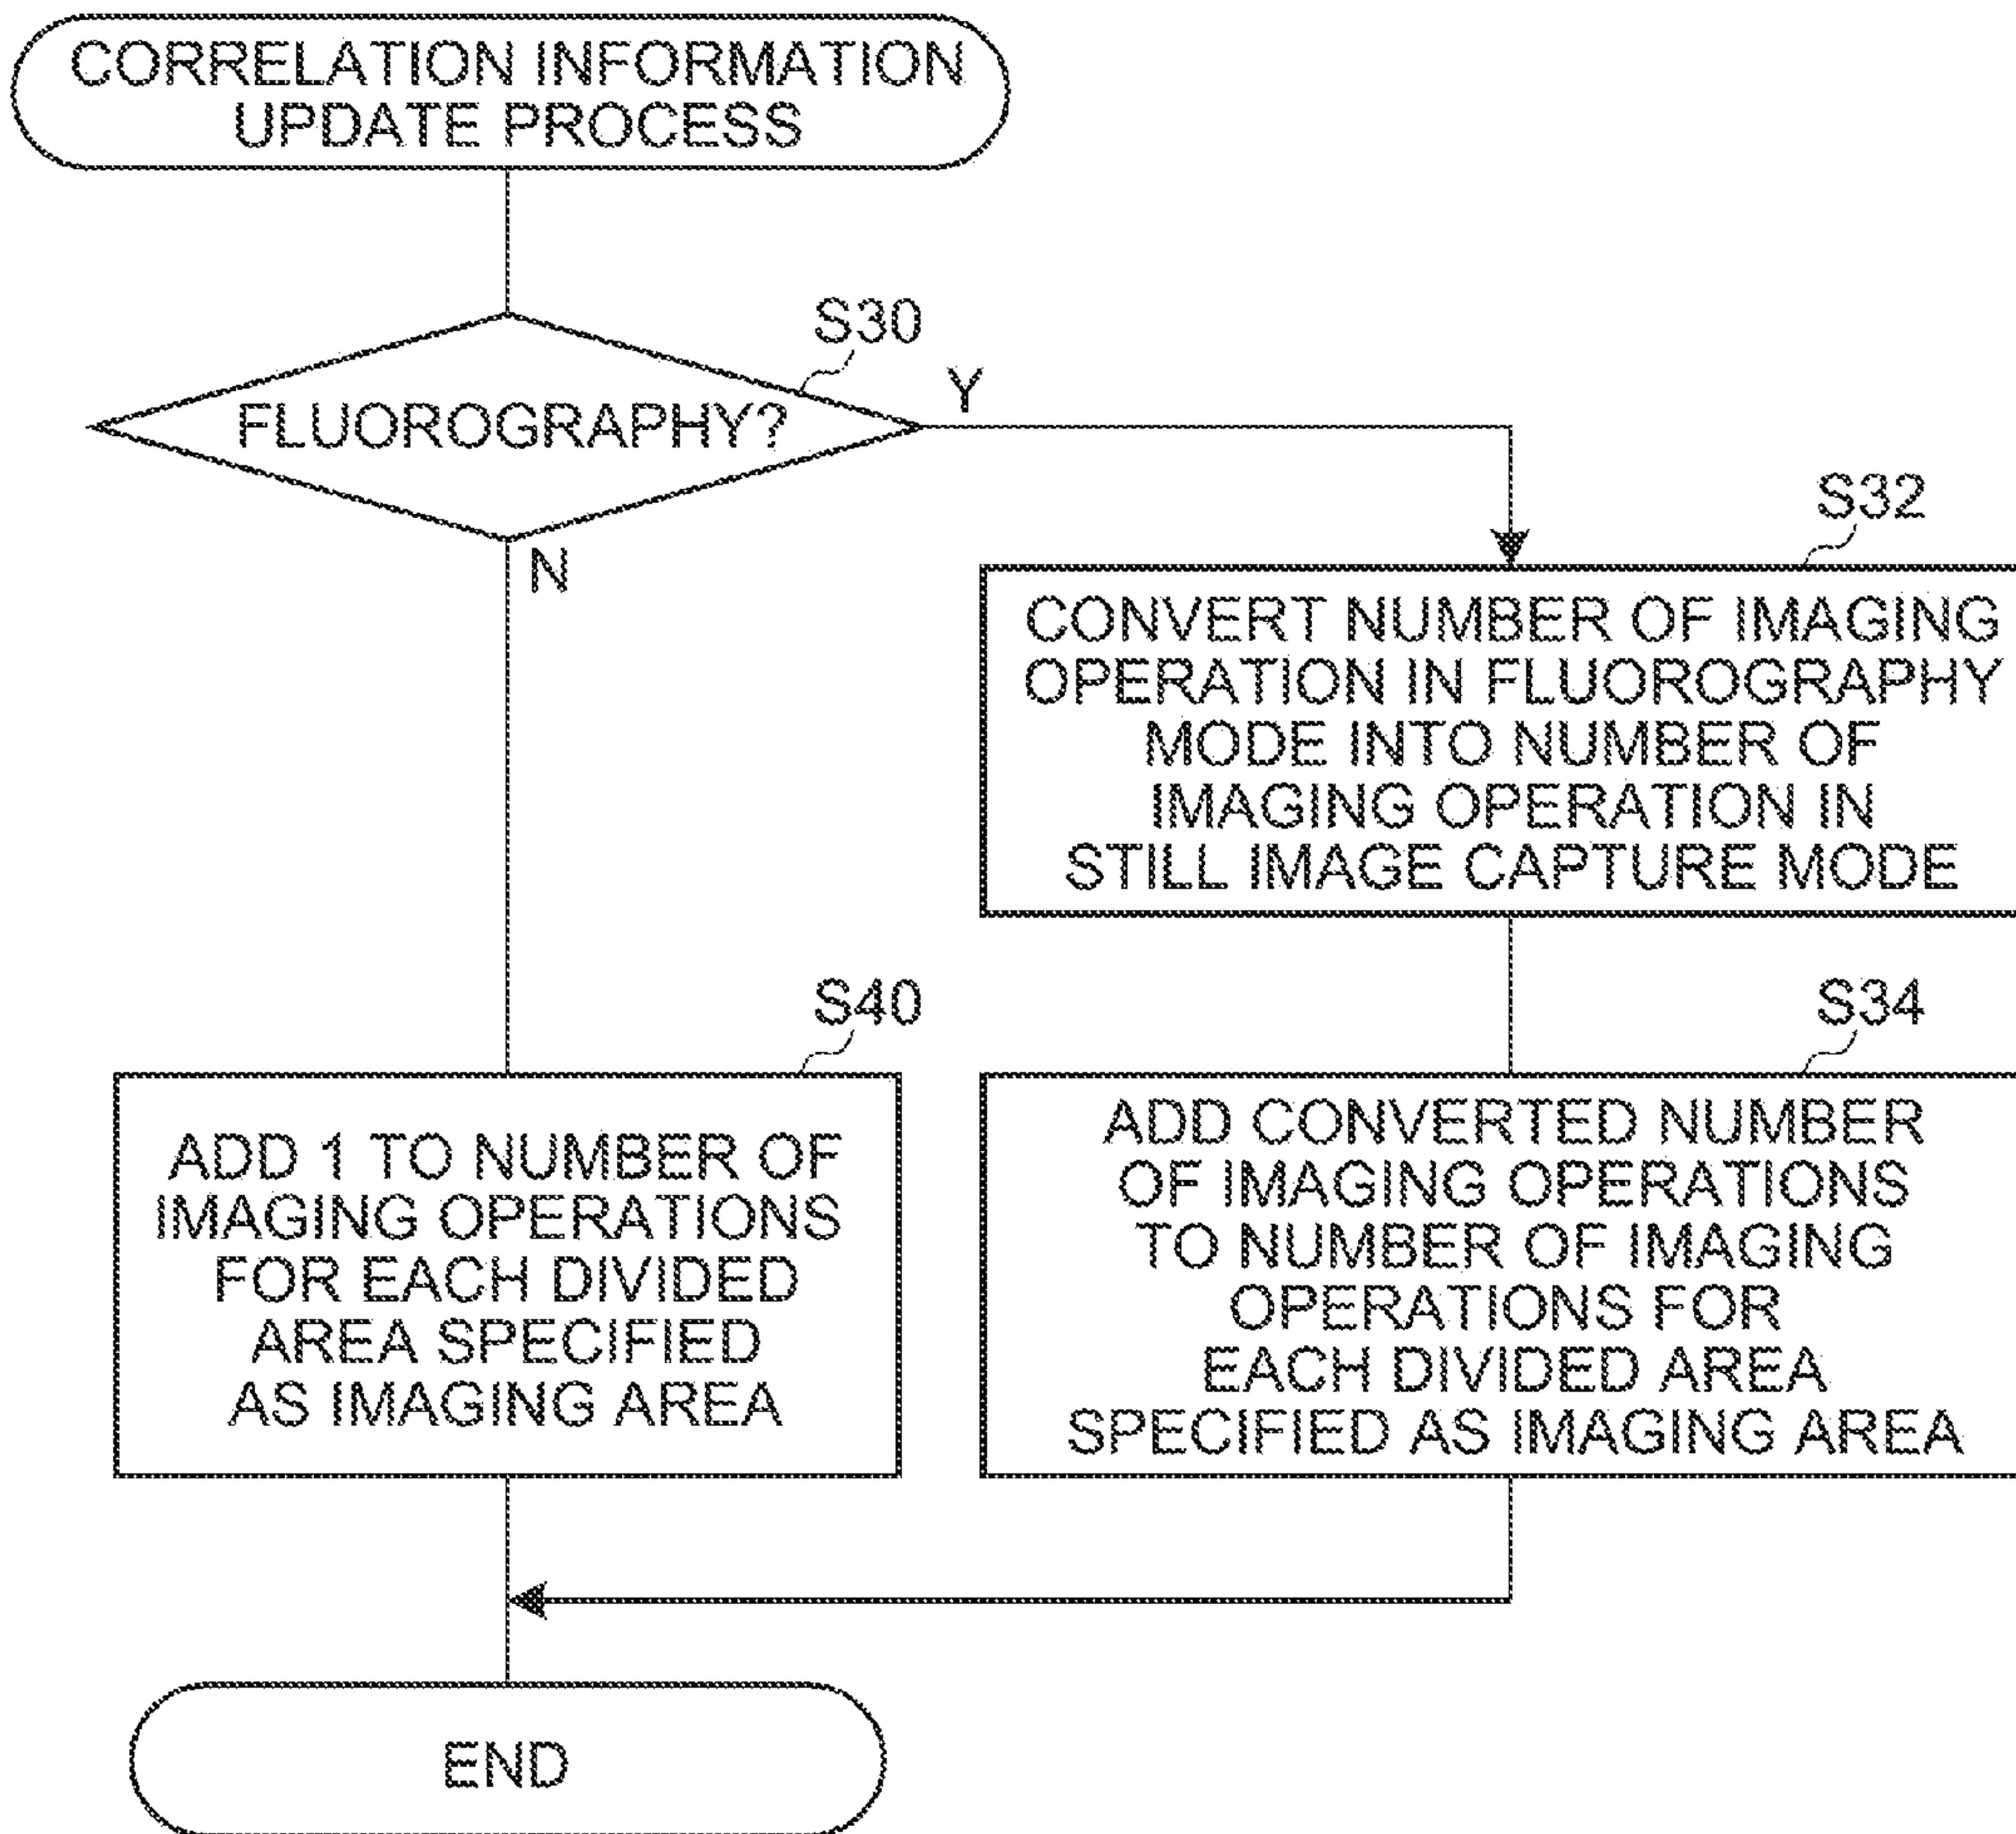 CORRELATION INFORMATION
UPDATE PROCESS
S30
FLUOROGRAPHY?
Y
N
S32
CONVERT NUMBER OF IMAGING
OPERATION IN FLUOROGRAPHY
MODE INTO NUMBER OF
IMAGING OPERATION IN
STILL IMAGE CAPTURE MODE
S40
ADD 1 TO NUMBER OF
IMAGING OPERATIONS
FOR EACH DIVIDED
AREA SPECIFIED
AS IMAGING AREA
S34
ADD CONVERTED NUMBER
OF IMAGING OPERATIONS
TO NUMBER OF IMAGING
OPERATIONS FOR
EACH DIVIDED AREA
SPECIFIED AS IMAGING AREA
END